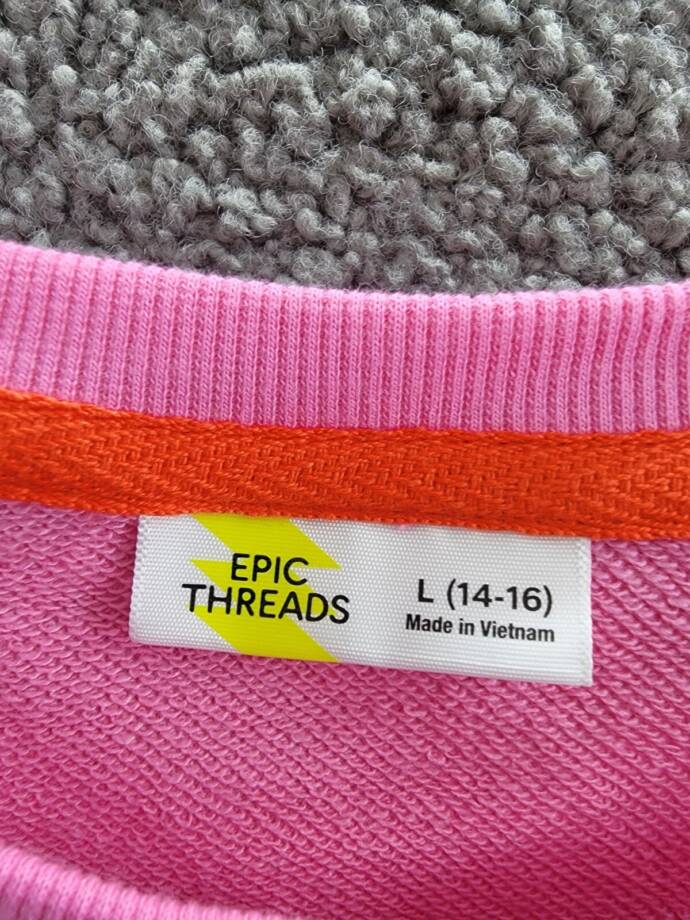 EPIC
THREADS
L (14-16)
Made in Vietnam